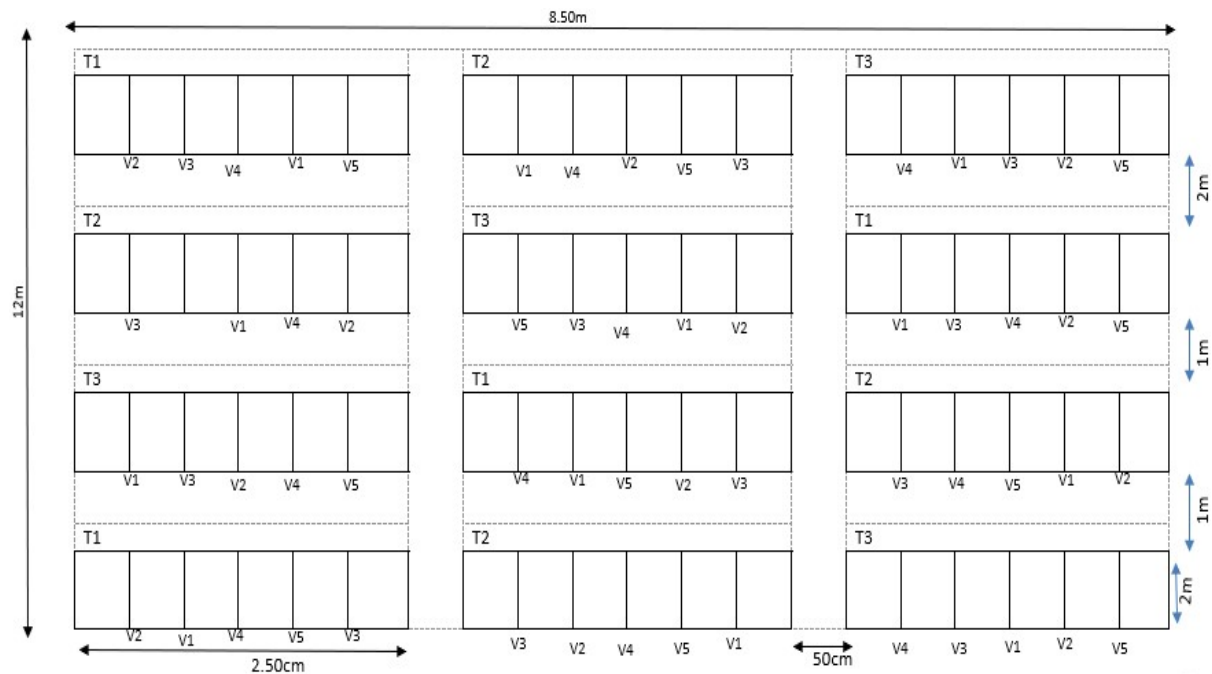 8.50m
T1 T2 T3
V2 V3 V4 V1 V5 V1 V4 V2 V5 V3 V4 V1 V3 V2 V5
2m
T2 T3 T1
12m
V3 V1 V4 V2 V5 V3 V4 V1 V2 V1 V3 V4 V2 V5
1m
T3 T1 T2
V1 V3 V2 V4 V5 V4 V1 V5 V2 V3 V3 V4 V5 V1 V2
1m
T1 T2 T3
2m
V2 V1 V4 V5 V3 V3 V2 V4 V5 V1 V4 V3 V1 V2 V5
2.50cm 50cm